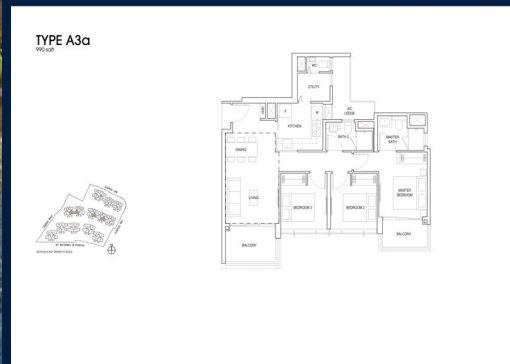 TYPE A3a
990 sqft
WC
UTILITY
A/C
LEDGE
F
W
KITCHEN
BATH 2
MASTER
BATH
DINING
LIVING
BEDROOM 3
BEDROOM 2
MASTER
BEDROOM
BALCONY
BALCONY